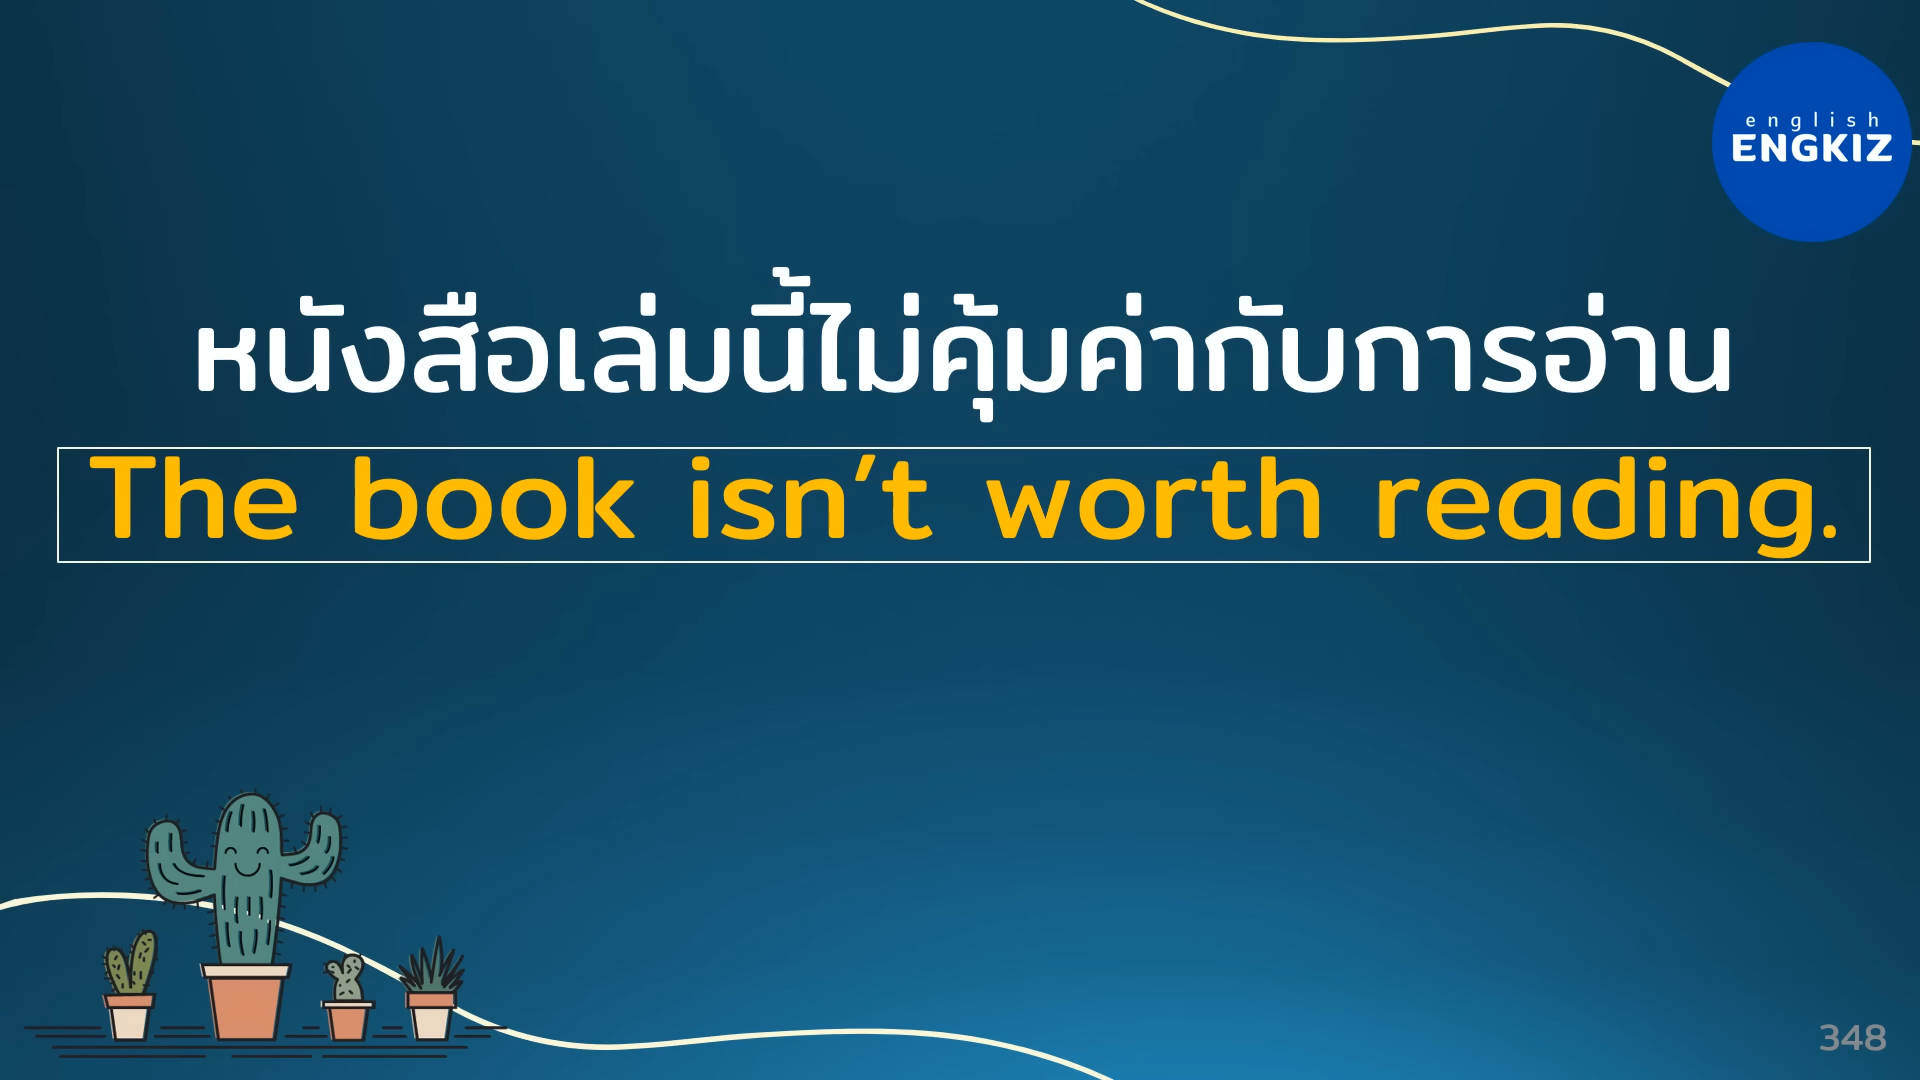 english
ENGKIZ
หนังสือเล่มนี้ไม่คุ้มค่ากับการอ่าน
The book isn’t worth reading.
348